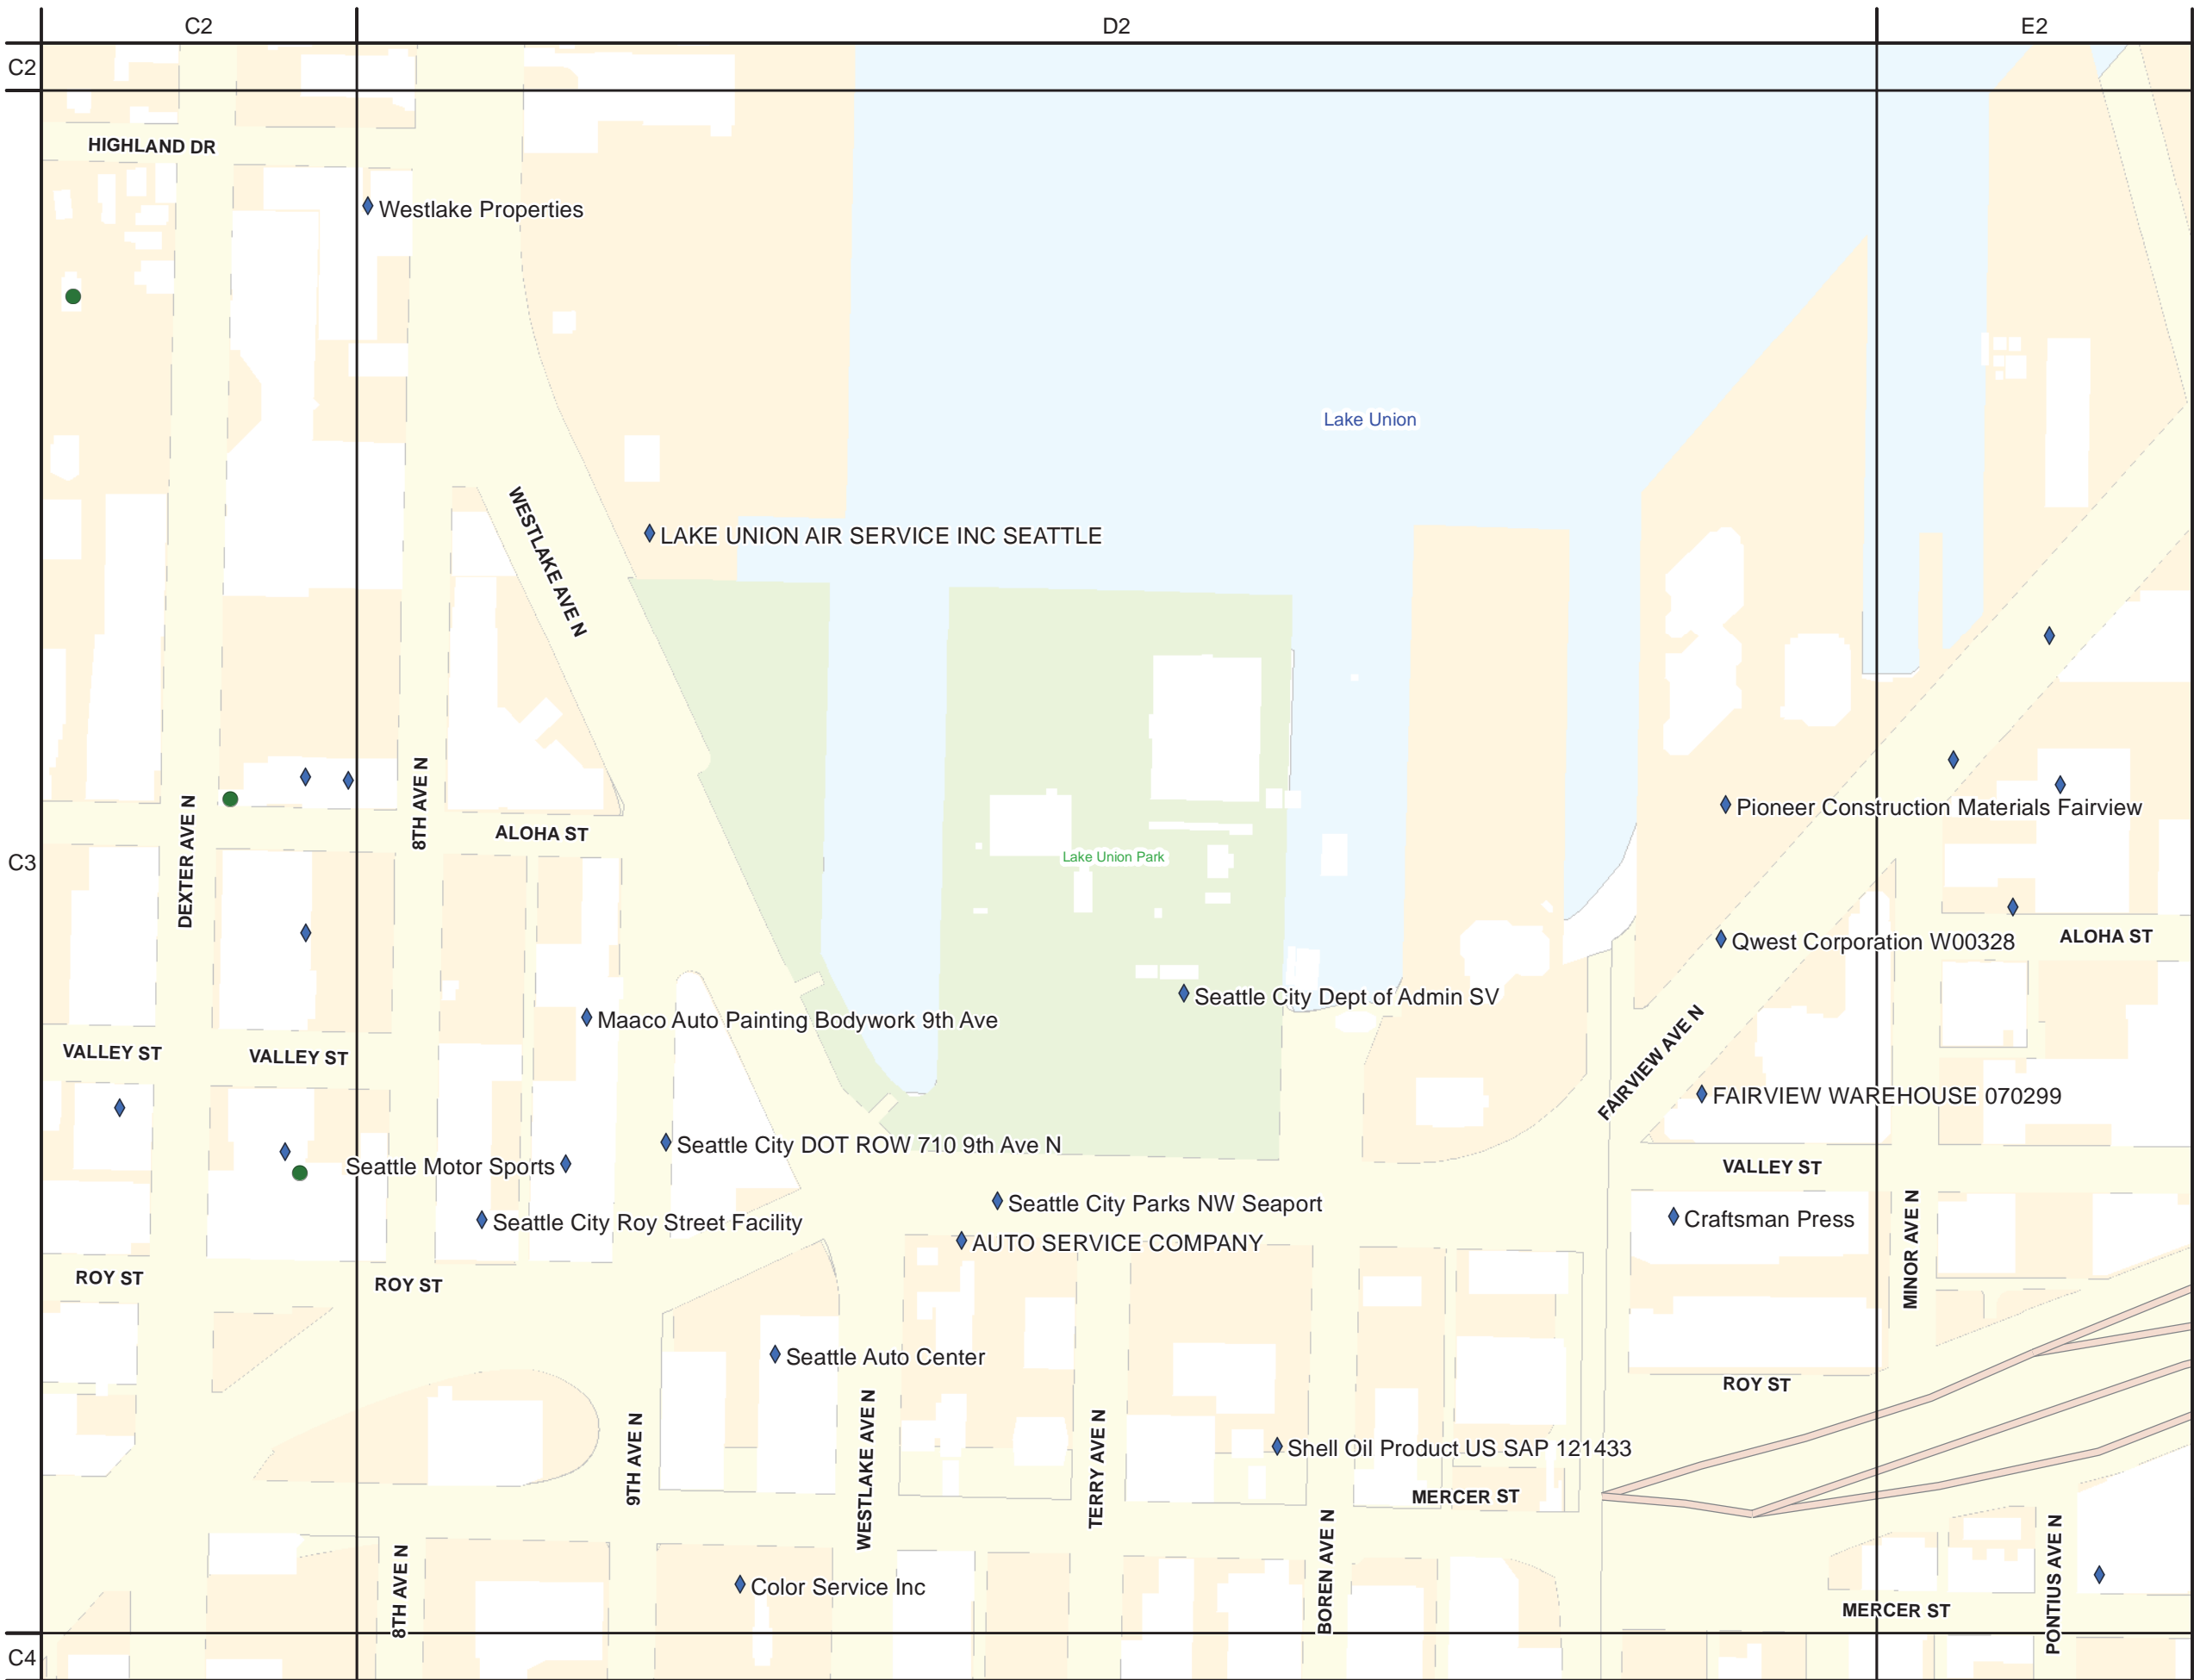 C2
D2
E2
C2
HIGHLAND DR
Westlake Properties
Lake Union
WESTLAKE AVE N
LAKE UNION AIR SERVICE INC SEATTLE
8TH AVE N
DEXTER AVE N
Pioneer Construction Materials Fairview
ALOHA ST
Lake Union Park
C3
ALOHA ST
Qwest Corporation W00328
Seattle City Dept of Admin SV
Maaco Auto Painting Bodywork 9th Ave
VALLEY ST
VALLEY ST
FAIRVIEW AVE N
FAIRVIEW WAREHOUSE 070299
Seattle City DOT ROW 710 9th Ave N
Seattle Motor Sports
VALLEY ST
Seattle City Parks NW Seaport
Seattle City Roy Street Facility
Craftsman Press
MINOR AVE N
AUTO SERVICE COMPANY
ROY ST
ROY ST
Seattle Auto Center
ROY ST
9TH AVE N
WESTLAKE AVE N
TERRY AVE N
Shell Oil Product US SAP 121433
MERCER ST
8TH AVE N
Color Service Inc
BOREN AVE N
MERCER ST
PONTIUS AVE N
C4